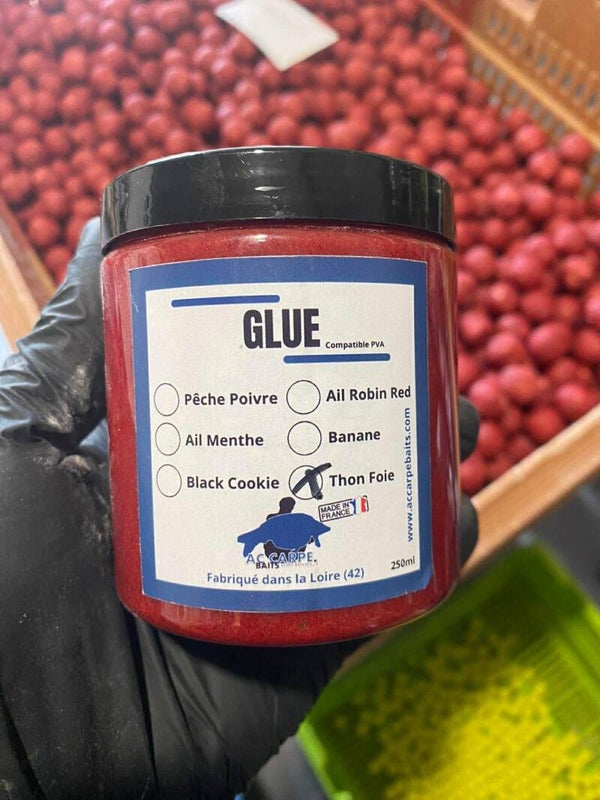 GLUE Compatible PVA
Pêche Poivre
Ail Robin Red
Ail Menthe
Banane
Black Cookie
Thon Foie
MADE IN
FRANCE
www.accarpebaits.com
AC CARPE.
BAITS
Fabriqué dans la Loire (42)
250ml